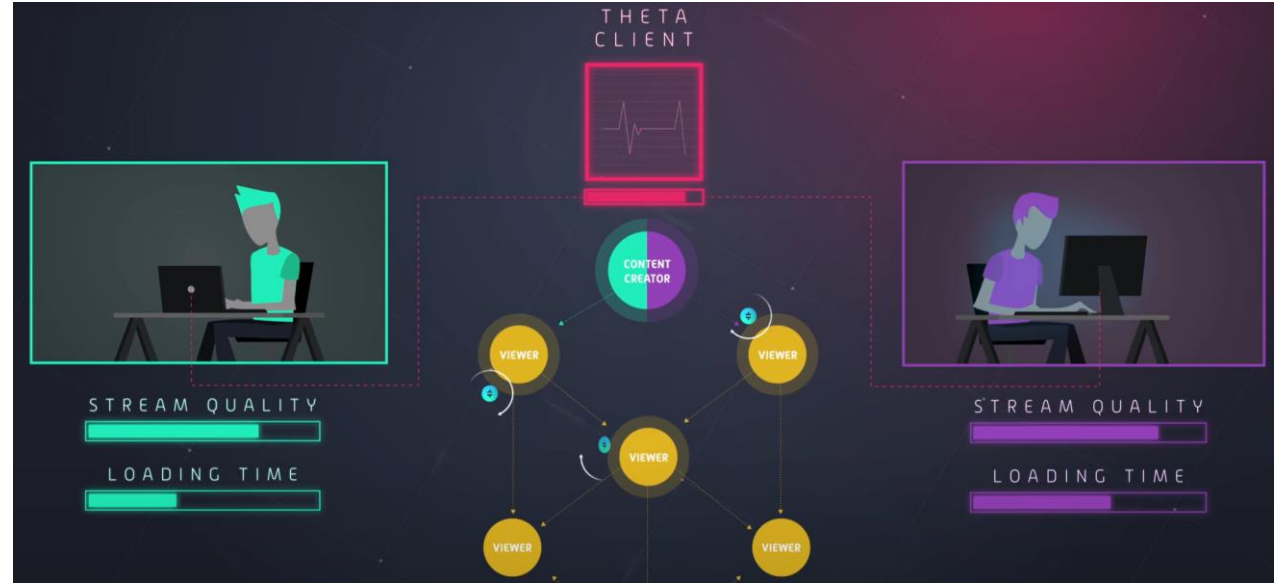 THETA
CLIENT
CONTENT
CREATOR
VIEWER
VIEWER
STREAM QUALITY
STREAM QUALITY
VIEWER
LOADING TIME
LOADING TIME
VIEWER
VIEWER